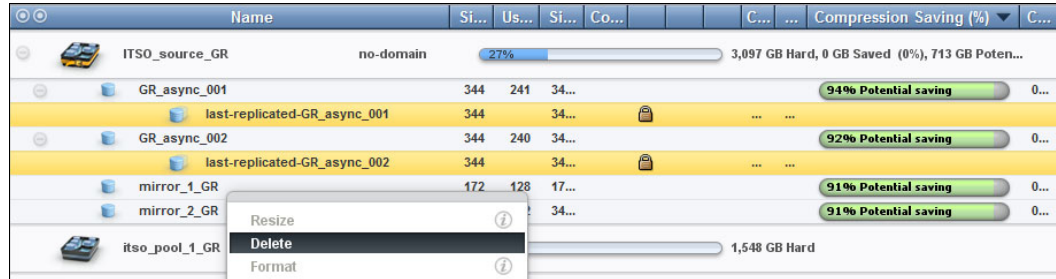 Name Si... Us... Si... Co... C... ... Compression Saving (%) C...
ITSO_source_GR no-domain 27% 3,097 GB Hard, 0 GB Saved (0%), 713 GB Poten...
GR_async_001 344 241 34... 94% Potential saving 0...
last-replicated-GR_async_001 344 34... ... ...
GR_async_002 344 240 34... 92% Potential saving 0...
last-replicated-GR_async_002 344 34... ... ...
mirror_1_GR 172 128 17... 91% Potential saving 0...
mirror_2_GR 34... 91% Potential saving 0...
Resize
itso_pool_1_GR 1,548 GB Hard
Delete
Format